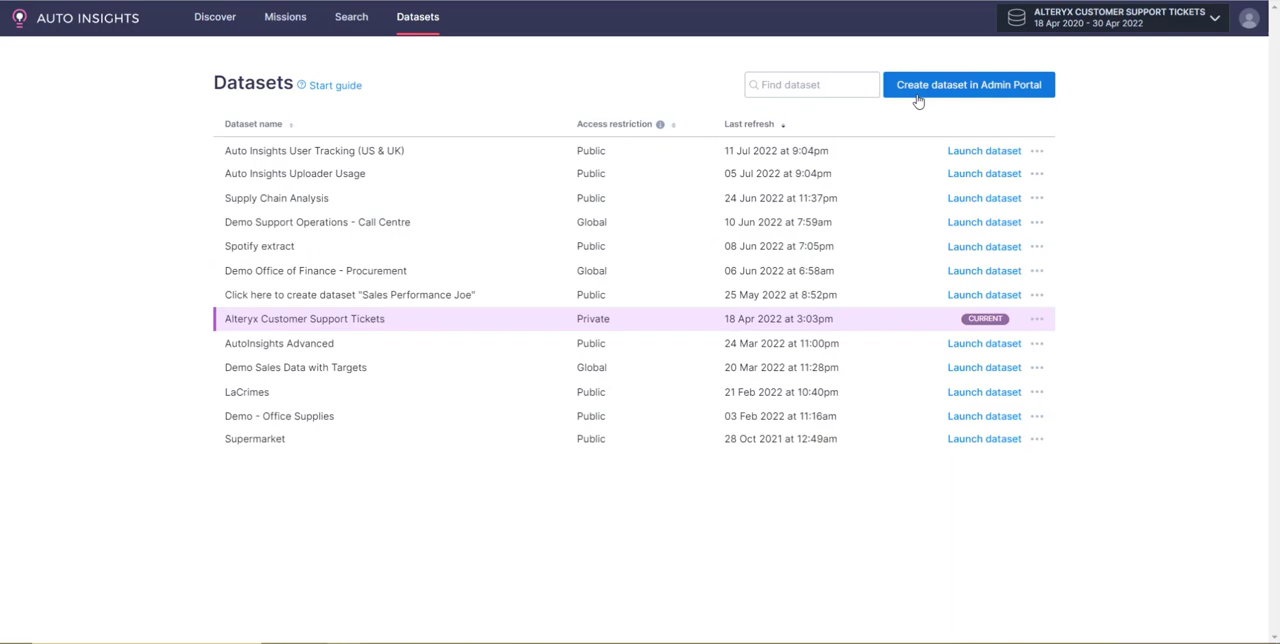 AUTO INSIGHTS
Discover
Missions
Search
Datasets
ALTERYX CUSTOMER SUPPORT TICKETS
18 Apr 2020 - 30 Apr 2022
Datasets
Start guide
Find dataset
Create dataset in Admin Portal
Dataset name Access restriction Last refresh
Auto Insights User Tracking (US & UK) Public 11 Jul 2022 at 9:04pm Launch dataset
Auto Insights Uploader Usage Public 05 Jul 2022 at 9:04pm Launch dataset
Supply Chain Analysis Public 24 Jun 2022 at 11:37pm Launch dataset
Demo Support Operations - Call Centre Global 10 Jun 2022 at 7:59am Launch dataset
Spotify extract Public 08 Jun 2022 at 7:05pm Launch dataset
Demo Office of Finance - Procurement Global 06 Jun 2022 at 6:58am Launch dataset
Click here to create dataset "Sales Performance Joe" Public 25 May 2022 at 8:52pm Launch dataset
Alteryx Customer Support Tickets Private 18 Apr 2022 at 3:03pm CURRENT
AutoInsights Advanced Public 24 Mar 2022 at 11:00pm Launch dataset
Demo Sales Data with Targets Global 20 Mar 2022 at 11:28pm Launch dataset
LaCrimes Public 21 Feb 2022 at 10:40pm Launch dataset
Demo - Office Supplies Public 03 Feb 2022 at 11:16am Launch dataset
Supermarket Public 28 Oct 2021 at 12:49am Launch dataset